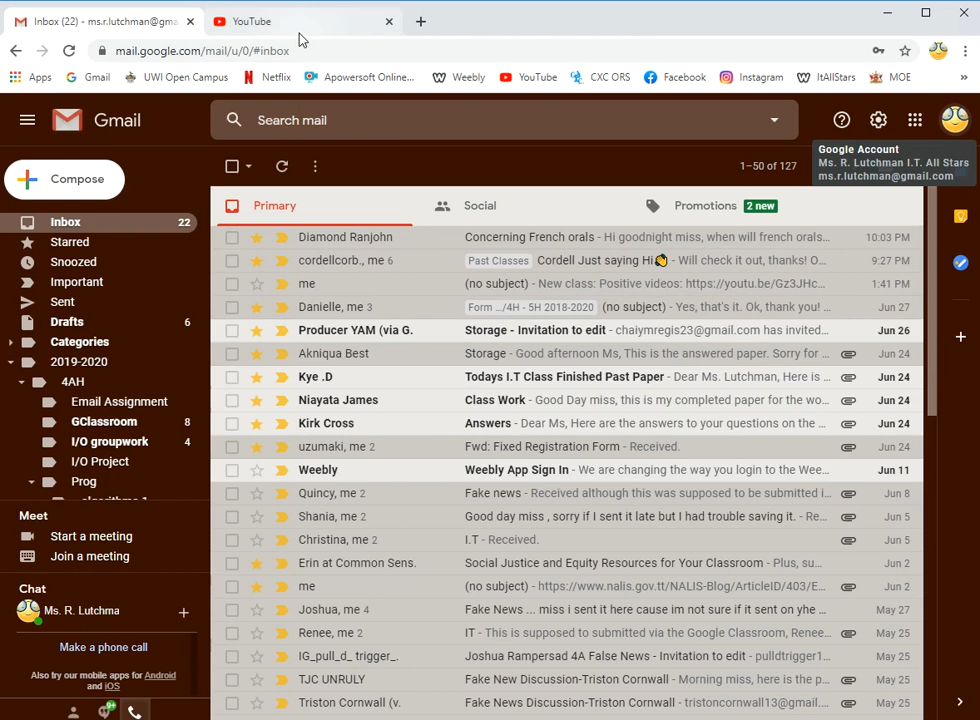 Inbox (22) - ms.r.lutchman@gma
YouTube
mail.google.com/mail/u/0/#inbox
Apps
Gmail
UWI Open Campus
Netflix
Apowersoft Online...
Weebly
YouTube
CXC ORS
Facebook
Instagram
ItAllStars
MOE
»
Gmail
Search mail
Google Account
Ms. R. Lutchman I.T. All Stars
ms.r.lutchman@gmail.com
Compose
1–50 of 127
Inbox 22
Starred
Snoozed
Important
Sent
Drafts 6
Categories
2019-2020
4AH
Email Assignment
GClassroom 8
I/O groupwork 4
I/O Project
Prog
Meet
Start a meeting
Join a meeting
Chat
Ms. R. Lutchma
Make a phone call
Also try our mobile apps for Android
and iOS
Primary
Social
Promotions 2 new
Diamond Ranjohn Concerning French orals - Hi goodnight miss, when will french orals... 10:03 PM
cordellcorb., me 6 Past Classes Cordell Just saying Hi👋 - Will check it out, thanks! O... 9:27 PM
me (no subject) - New class: Positive videos: https://youtu.be/Gz3JHc... 1:41 PM
Danielle, me 3 Form .../4H - 5H 2018-2020 (no subject) - Yes, that's it. Ok, thank you!... Jun 27
Producer YAM (via G. Storage - Invitation to edit - chaiymregis23@gmail.com has invited... Jun 26
Akniqua Best Storage - Good afternoon Ms, This is the answered paper. Sorry for ... Jun 24
Kye .D Todays I.T Class Finished Past Paper - Dear Ms. Lutchman, Here is ... Jun 24
Niayata James Class Work - Good Day miss, this is my completed paper for the wo... Jun 24
Kirk Cross Answers - Dear Ms, Here are the answers to your questions on the ... Jun 24
uzumaki, me 2 Fwd: Fixed Registration Form - Received. Jun 24
Weebly Weebly App Sign In - We are changing the way you login to the Wee... Jun 11
Quincy, me 2 Fake news - Received although this was supposed to be submitted i... Jun 8
Shania, me 2 Good day miss , sorry if I sent it late but I had trouble saving it. - Re... Jun 5
Christina, me 2 I.T - Received. Jun 5
Erin at Common Sens. Social Justice and Equity Resources for Your Classroom - Plus, su... Jun 2
me (no subject) - https://www.nalis.gov.tt/NALIS-Blog/ArticleID/403/E... Jun 2
Joshua, me 4 Fake News ... miss i sent it here cause im not sure if it sent on yhe ... May 27
Renee, me 2 IT - This is supposed to submitted via the Google Classroom, Renee... May 25
IG_pull_d_ trigger_. Joshua Rampersad 4A False News - Invitation to edit - pulldtrigger1... May 25
TJC UNRULY Fake New Discussion-Triston Cornwall - Morning miss, here is the p... May 25
Triston Cornwall (v. Fake News Discussion-Triston Cornwall - tristoncornwall13@gmail.c... May 25